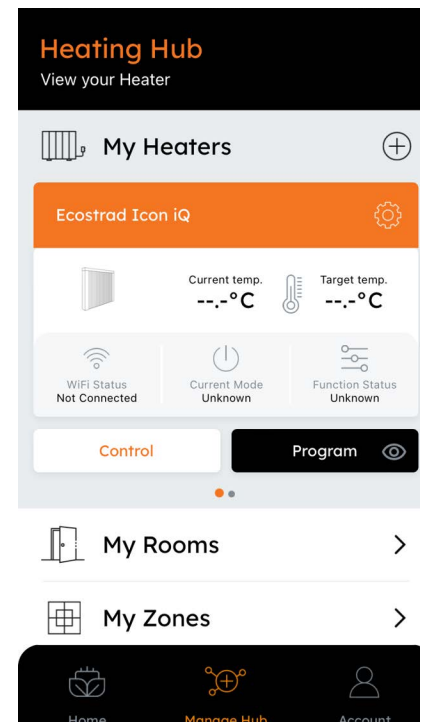 Heating Hub
View your Heater
My Heaters
Ecostrad Icon iQ
Current temp.
--.-°C
Target temp.
--.-°C
WiFi Status
Not Connected
Current Mode
Unknown
Function Status
Unknown
Control
Program
My Rooms
My Zones
Home
Manage Hub
Account